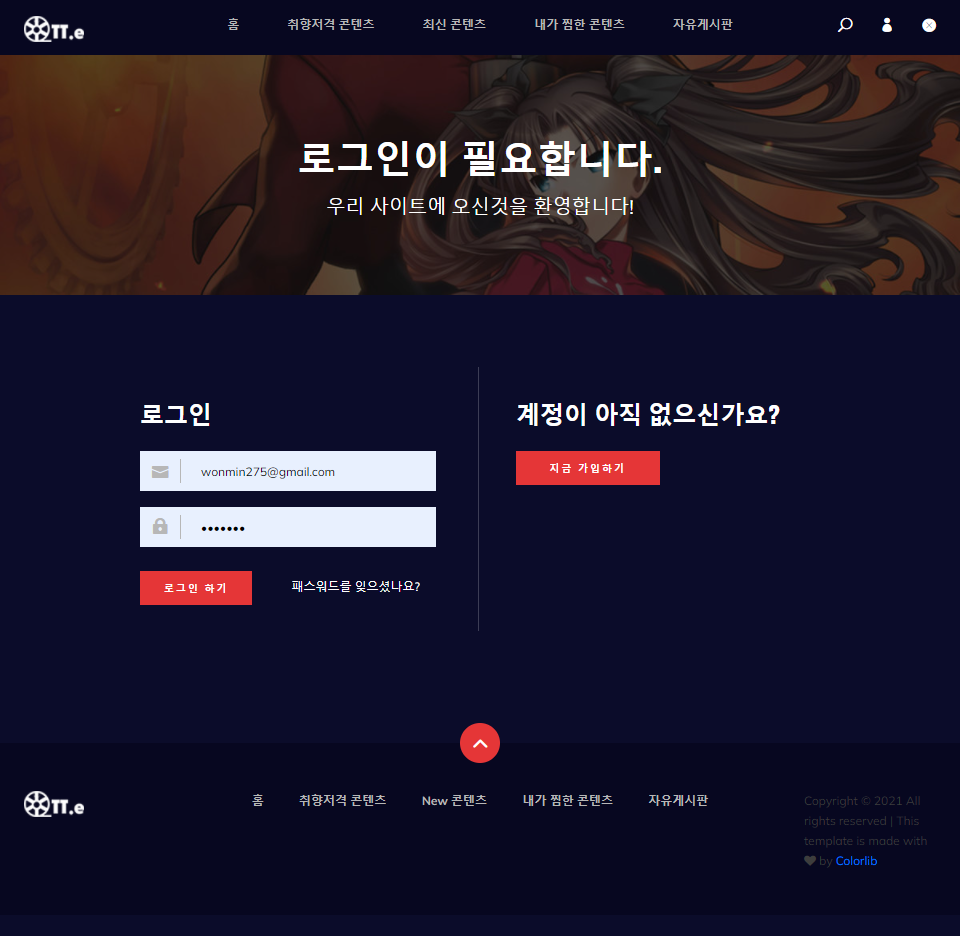 OTT.e
홈 취향저격 콘텐츠 최신 콘텐츠 내가 찜한 콘텐츠 자유게시판
로그인이 필요합니다.
우리 사이트에 오신것을 환영합니다!
로그인
wonmin275@gmail.com
•••••••
로그인 하기 패스워드를 잊으셨나요?
계정이 아직 없으신가요?
지금 가입하기
OTT.e
홈 취향저격 콘텐츠 New 콘텐츠 내가 찜한 콘텐츠 자유게시판
Copyright © 2021 All
rights reserved | This
template is made with
♥ by Colorlib